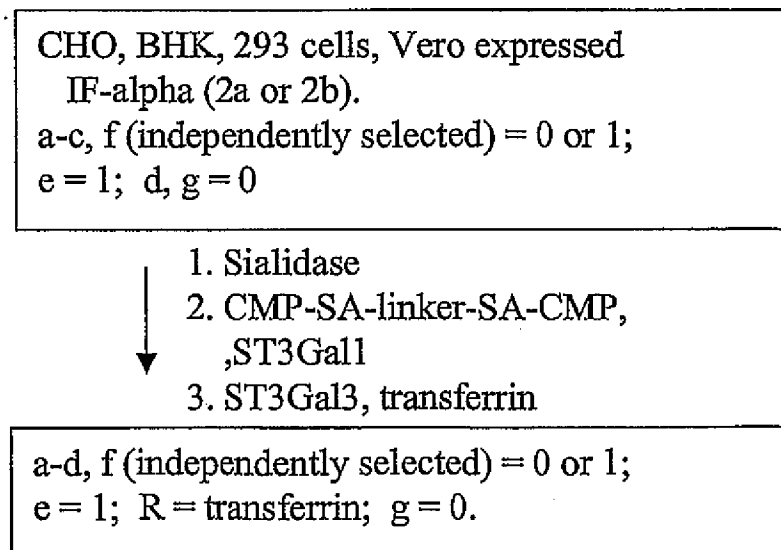 CHO, BHK, 293 cells, Vero expressed
IF-alpha (2a or 2b).
a-c, f (independently selected) = 0 or 1;
e = 1; d, g = 0
1. Sialidase
2. CMP-SA-linker-SA-CMP,
,ST3Gal1
3. ST3Gal3, transferrin
a-d, f (independently selected) = 0 or 1;
e = 1; R = transferrin; g = 0.